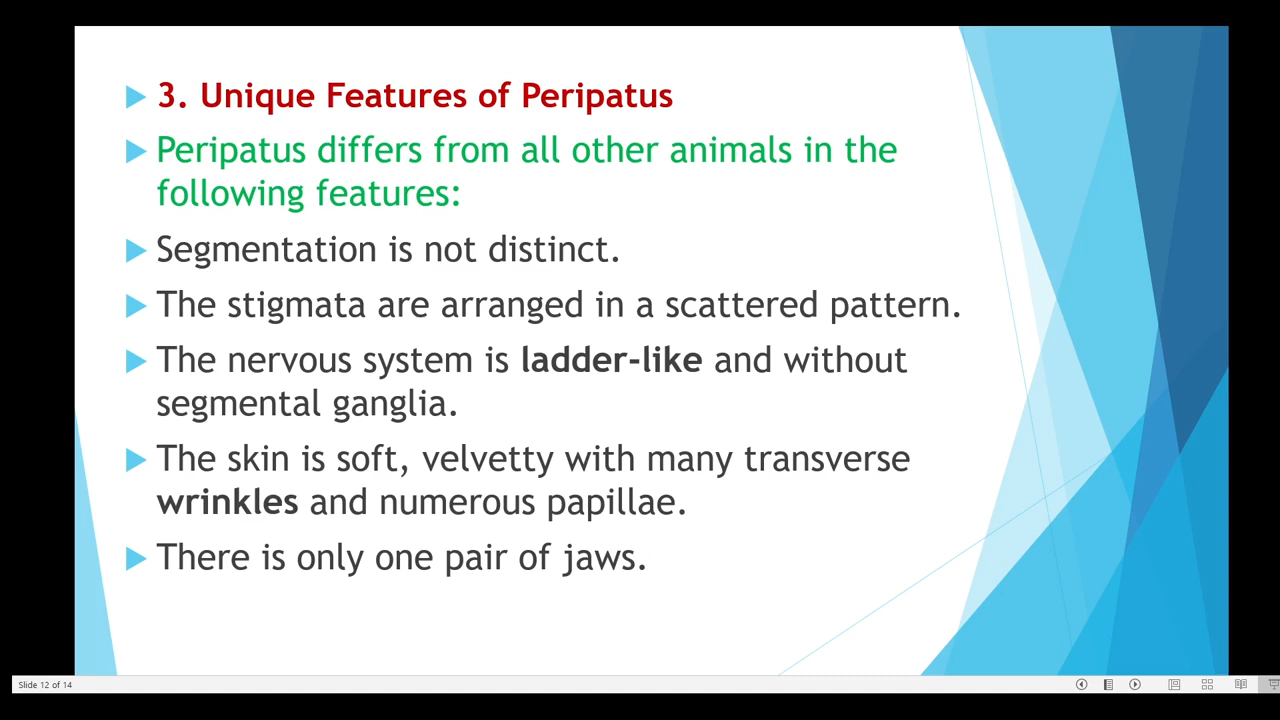 3. Unique Features of Peripatus
Peripatus differs from all other animals in the
following features:
Segmentation is not distinct.
The stigmata are arranged in a scattered pattern.
The nervous system is ladder-like and without
segmental ganglia.
The skin is soft, velvetty with many transverse
wrinkles and numerous papillae.
There is only one pair of jaws.
Slide 12 of 14